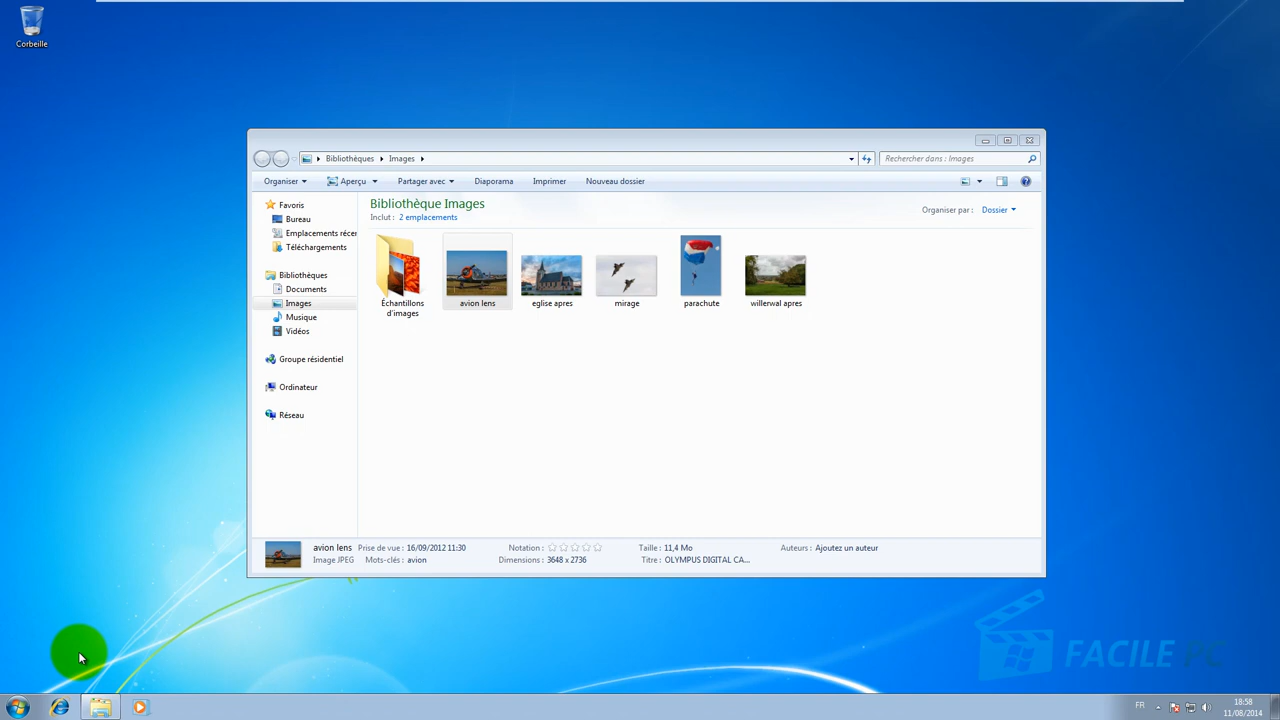 Corbeille
Bibliothèques Images
Rechercher dans : Images
Organiser Aperçu Partager avec Diaporama Imprimer Nouveau dossier
Favoris
Bureau
Emplacements récer
Téléchargements
Bibliothèques
Documents
Images
Musique
Vidéos
Groupe résidentiel
Ordinateur
Réseau
Bibliothèque Images
Inclut : 2 emplacements
Organiser par : Dossier
Échantillons
d'images
avion lens
eglise apres
mirage
parachute
willerwal apres
avion lens Prise de vue : 16/09/2012 11:30 Notation : Taille : 11,4 Mo Auteurs : Ajoutez un auteur
Image JPEG Mots-clés : avion Dimensions : 3648 x 2736 Titre : OLYMPUS DIGITAL CA...
FACILE PC
FR
18:58
11/08/2014